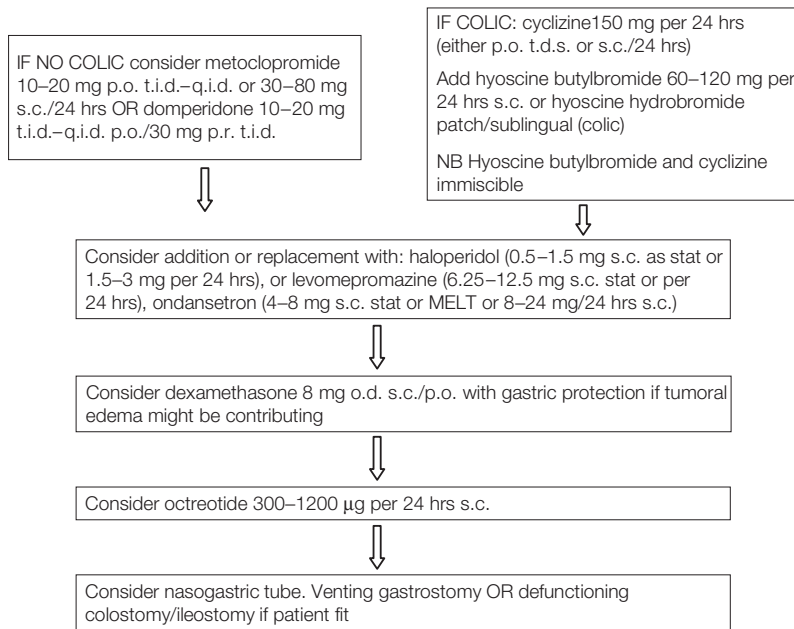 IF NO COLIC consider metoclopromide
10–20 mg p.o. t.i.d.–q.i.d. or 30–80 mg
s.c./24 hrs OR domperidone 10–20 mg
t.i.d.–q.i.d. p.o./30 mg p.r. t.i.d.
IF COLIC: cyclizine150 mg per 24 hrs
(either p.o. t.d.s. or s.c./24 hrs)
Add hyoscine butylbromide 60–120 mg per
24 hrs s.c. or hyoscine hydrobromide
patch/sublingual (colic)
NB Hyoscine butylbromide and cyclizine
immiscible
Consider addition or replacement with: haloperidol (0.5–1.5 mg s.c. as stat or
1.5–3 mg per 24 hrs), or levomepromazine (6.25–12.5 mg s.c. stat or per
24 hrs), ondansetron (4–8 mg s.c. stat or MELT or 8–24 mg/24 hrs s.c.)
Consider dexamethasone 8 mg o.d. s.c./p.o. with gastric protection if tumoral
edema might be contributing
Consider octreotide 300–1200 μg per 24 hrs s.c.
Consider nasogastric tube. Venting gastrostomy OR defunctioning
colostomy/ileostomy if patient fit